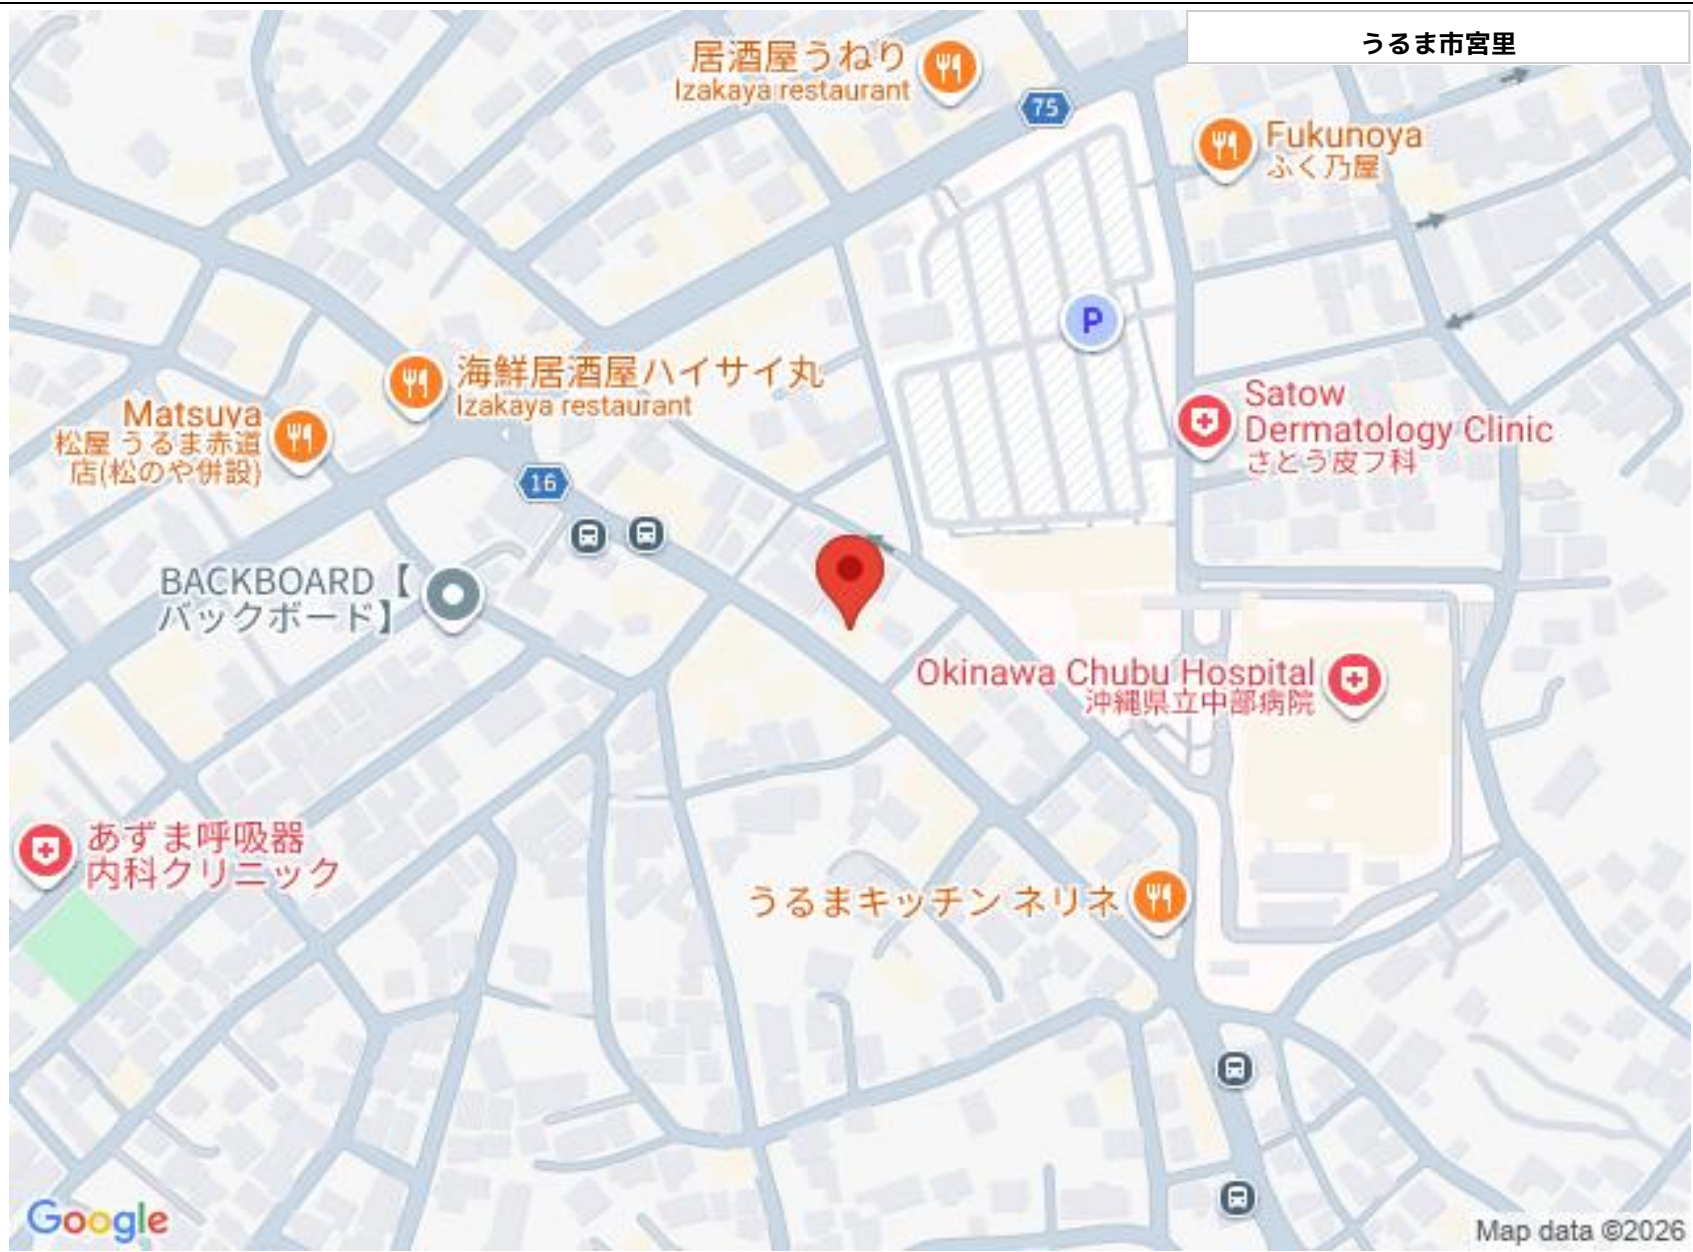 うるま市宮里
居酒屋うねり
Izakaya restaurant
75
Fukunoya
ふく乃屋
P
海鮮居酒屋ハイサイ丸
Izakaya restaurant
Matsuya
松屋 うるま赤道
店(松のや併設)
Satow
Dermatology Clinic
さとう皮フ科
16
BACKBOARD【
バックボード】
Okinawa Chubu Hospital
沖縄県立中部病院
あずま呼吸器
内科クリニック
うるまキッチン ネリネ
Google
Map data ©2026